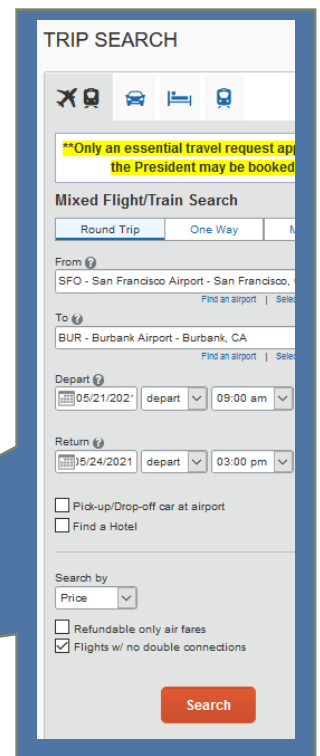 TRIP SEARCH
**Only an essential travel request
the President may be booked
Mixed Flight/Train Search
Round Trip One Way
From ?
SFO - San Francisco Airport - San Francisco,
Find an airport |
To ?
BUR - Burbank Airport - Burbank, CA
Find an airport |
Depart ?
05/21/202 depart 09:00 am
Return ?
05/24/2021 depart 03:00 pm
Pick-up/Drop-off car at airport
Find a Hotel
Search by
Price
Refundable only air fares
Flights w/ no double connections
Search